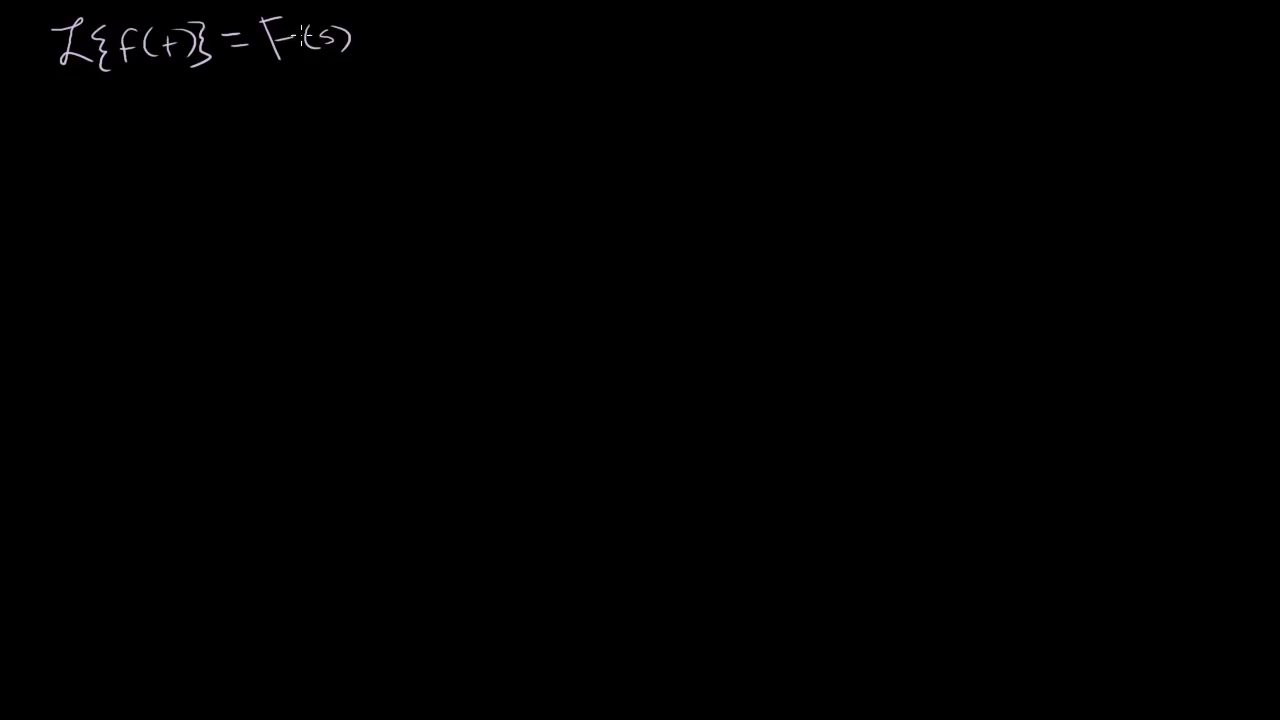 ℒ{f(t)} = F(s)